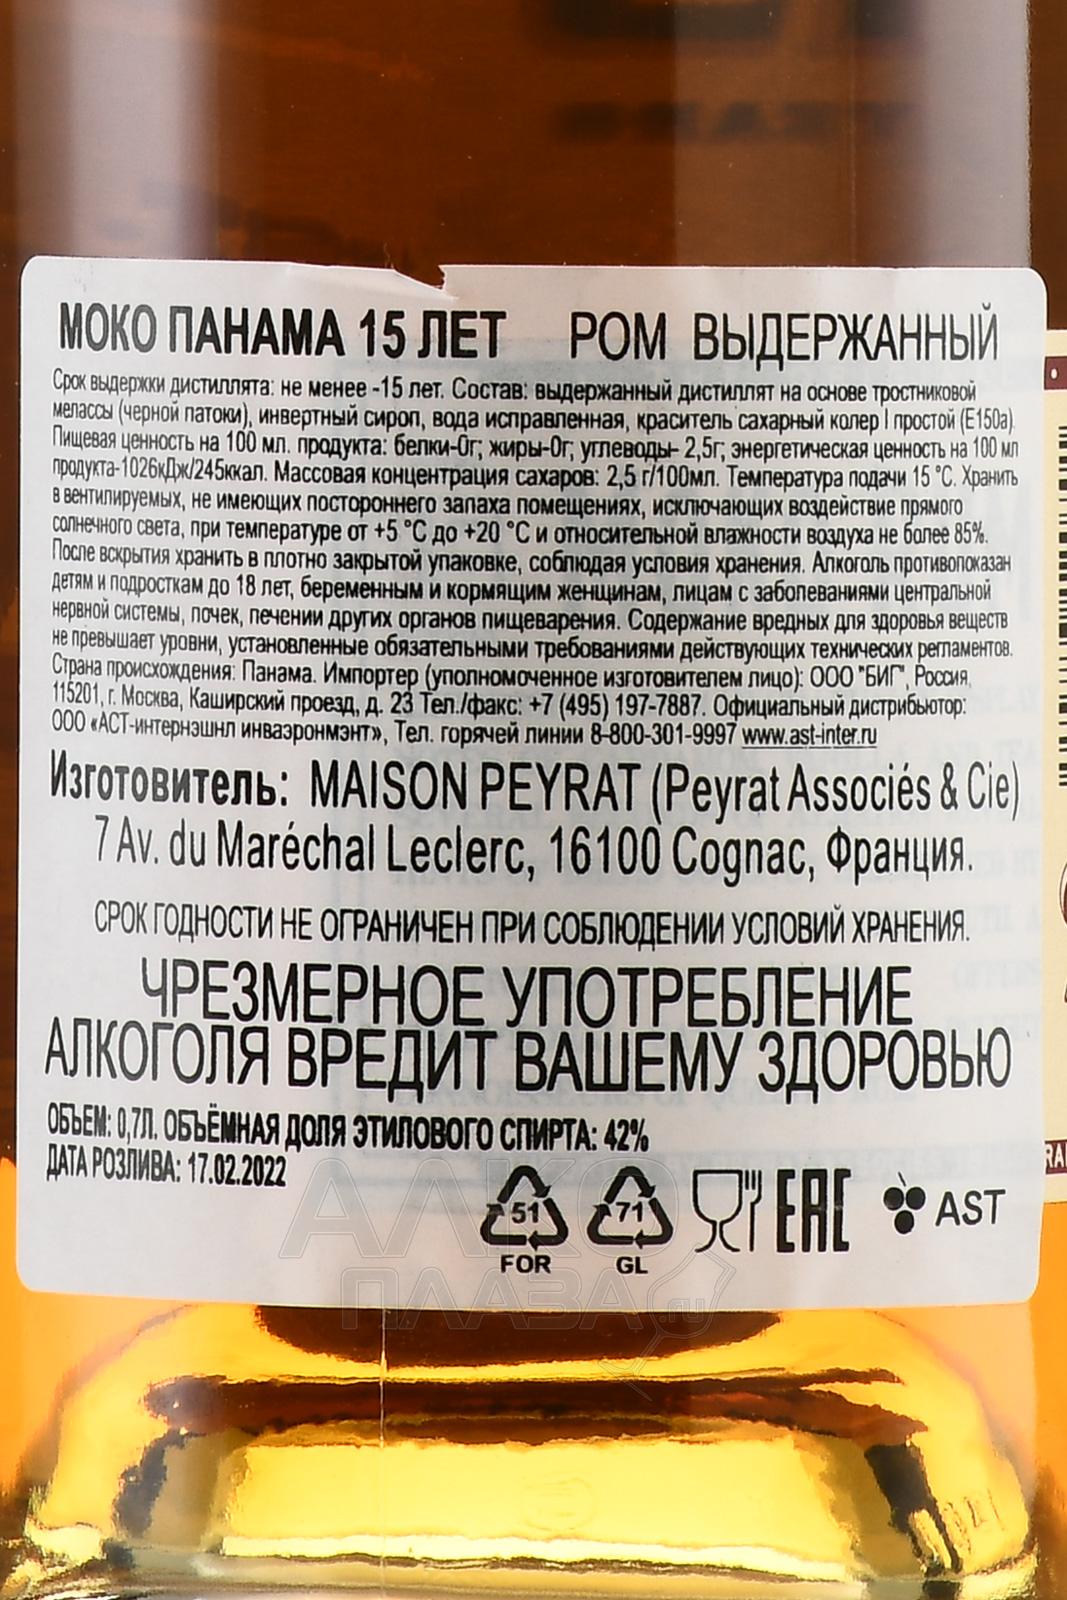 МОКО ПАНАМА 15 ЛЕТ РОМ ВЫДЕРЖАННЫЙ
Срок выдержки дистиллята: не менее -15 лет. Состав: выдержанный дистиллят на основе тростниковой
мелассы (черной патоки), инвертный сироп, вода исправленная, краситель сахарный колер I простой (Е150а).
Пищевая ценность на 100 мл. продукта: белки-0г; жиры-0г; углеводы- 2,5г; энергетическая ценность на 100 мл
продукта-1026кДж/245ккал. Массовая концентрация сахаров: 2,5 г/100мл. Температура подачи 15 °С. Хранить
в вентилируемых, не имеющих постороннего запаха помещениях, исключающих воздействие прямого
солнечного света, при температуре от +5 °С до +20 °С и относительной влажности воздуха не более 85%.
После вскрытия хранить в плотно закрытой упаковке, соблюдая условия хранения. Алкоголь противопоказан
детям и подросткам до 18 лет, беременным и кормящим женщинам, лицам с заболеваниями центральной
нервной системы, почек, печении других органов пищеварения. Содержание вредных для здоровья веществ
не превышает уровни, установленные обязательными требованиями действующих технических регламентов.
Страна происхождения: Панама. Импортер (уполномоченное изготовителем лицо): ООО "БИГ", Россия,
115201, г. Москва, Каширский проезд, д. 23 Тел./факс: +7 (495) 197-7887. Официальный дистрибьютор:
ООО «АСТ-интернэшнл инваэронмэнт», Тел. горячей линии 8-800-301-9997 www.ast-inter.ru
Изготовитель: MAISON PEYRAT (Peyrat Associés & Cie)
7 Av. du Maréchal Leclerc, 16100 Cognac, Франция.
СРОК ГОДНОСТИ НЕ ОГРАНИЧЕН ПРИ СОБЛЮДЕНИИ УСЛОВИЙ ХРАНЕНИЯ.
ЧРЕЗМЕРНОЕ УПОТРЕБЛЕНИЕ
АЛКОГОЛЯ ВРЕДИТ ВАШЕМУ ЗДОРОВЬЮ
ОБЪЕМ: 0,7Л. ОБЪЁМНАЯ ДОЛЯ ЭТИЛОВОГО СПИРТА: 42%
ДАТА РОЗЛИВА: 17.02.2022
51 71 EAC AST
FOR GL
АЛКО
ПЛАЗА.ru